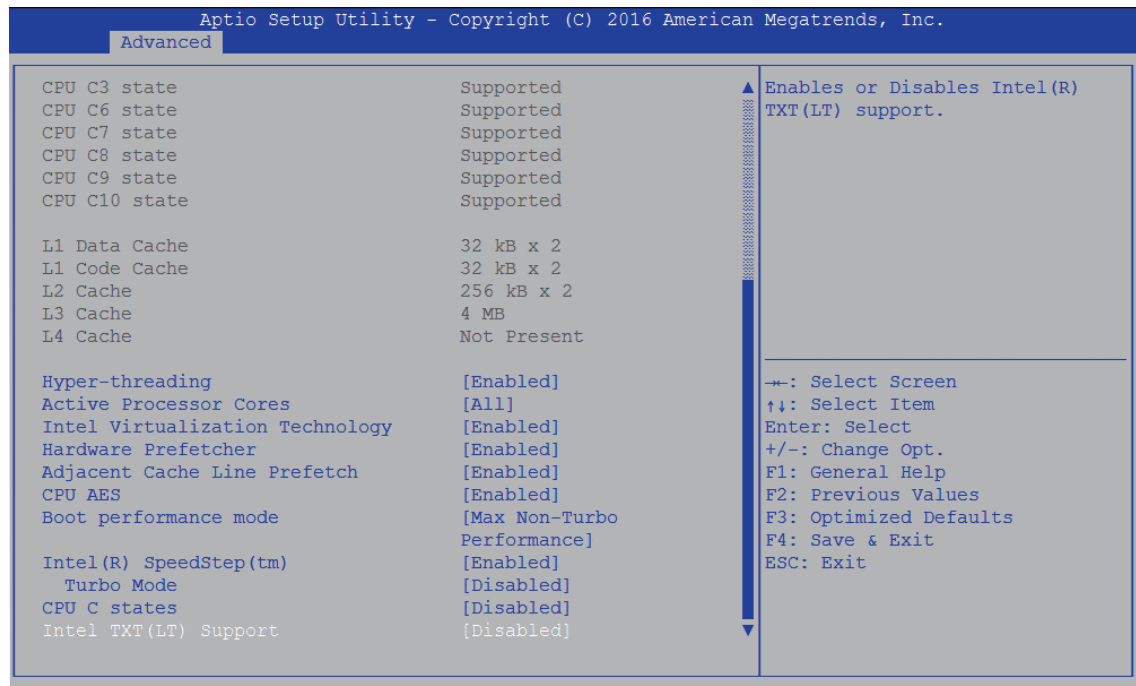 Aptio Setup Utility - Copyright (C) 2016 American Megatrends, Inc.
Advanced
CPU C3 state Supported
CPU C6 state Supported
CPU C7 state Supported
CPU C8 state Supported
CPU C9 state Supported
CPU C10 state Supported
L1 Data Cache 32 kB x 2
L1 Code Cache 32 kB x 2
L2 Cache 256 kB x 2
L3 Cache 4 MB
L4 Cache Not Present
Hyper-threading [Enabled]
Active Processor Cores [All]
Intel Virtualization Technology [Enabled]
Hardware Prefetcher [Enabled]
Adjacent Cache Line Prefetch [Enabled]
CPU AES [Enabled]
Boot performance mode [Max Non-Turbo
Performance]
Intel(R) SpeedStep(tm) [Enabled]
Turbo Mode [Disabled]
CPU C states [Disabled]
Intel TXT(LT) Support [Disabled]
Enables or Disables Intel(R)
TXT(LT) support.
→←: Select Screen
↑↓: Select Item
Enter: Select
+/-: Change Opt.
F1: General Help
F2: Previous Values
F3: Optimized Defaults
F4: Save & Exit
ESC: Exit